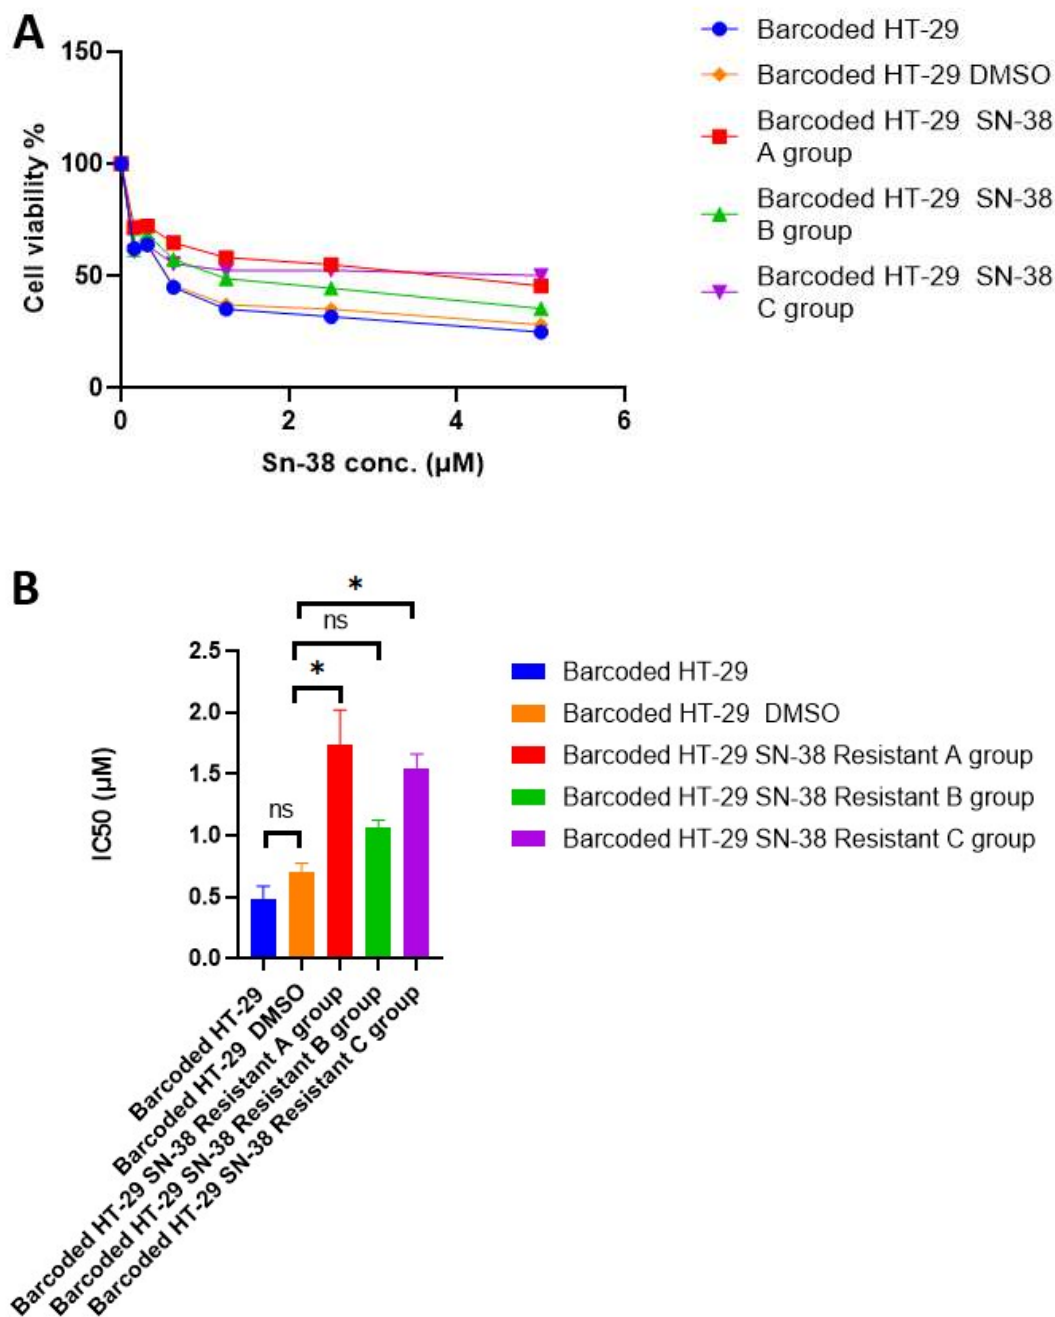 A
150
100
50
0
Cell viability %
0
2
4
6
Sn-38 conc. (µM)
Barcoded HT-29
Barcoded HT-29 DMSO
Barcoded HT-29 SN-38
A group
Barcoded HT-29 SN-38
B group
Barcoded HT-29 SN-38
C group
B
*
ns
*
ns
2.5
2.0
1.5
1.0
0.5
0.0
IC50 (µM)
Barcoded HT-29
Barcoded HT-29 DMSO
Barcoded HT-29 SN-38 Resistant A group
Barcoded HT-29 SN-38 Resistant B group
Barcoded HT-29 SN-38 Resistant C group
Barcoded HT-29
Barcoded HT-29 DMSO
Barcoded HT-29 SN-38 Resistant A group
Barcoded HT-29 SN-38 Resistant B group
Barcoded HT-29 SN-38 Resistant C group